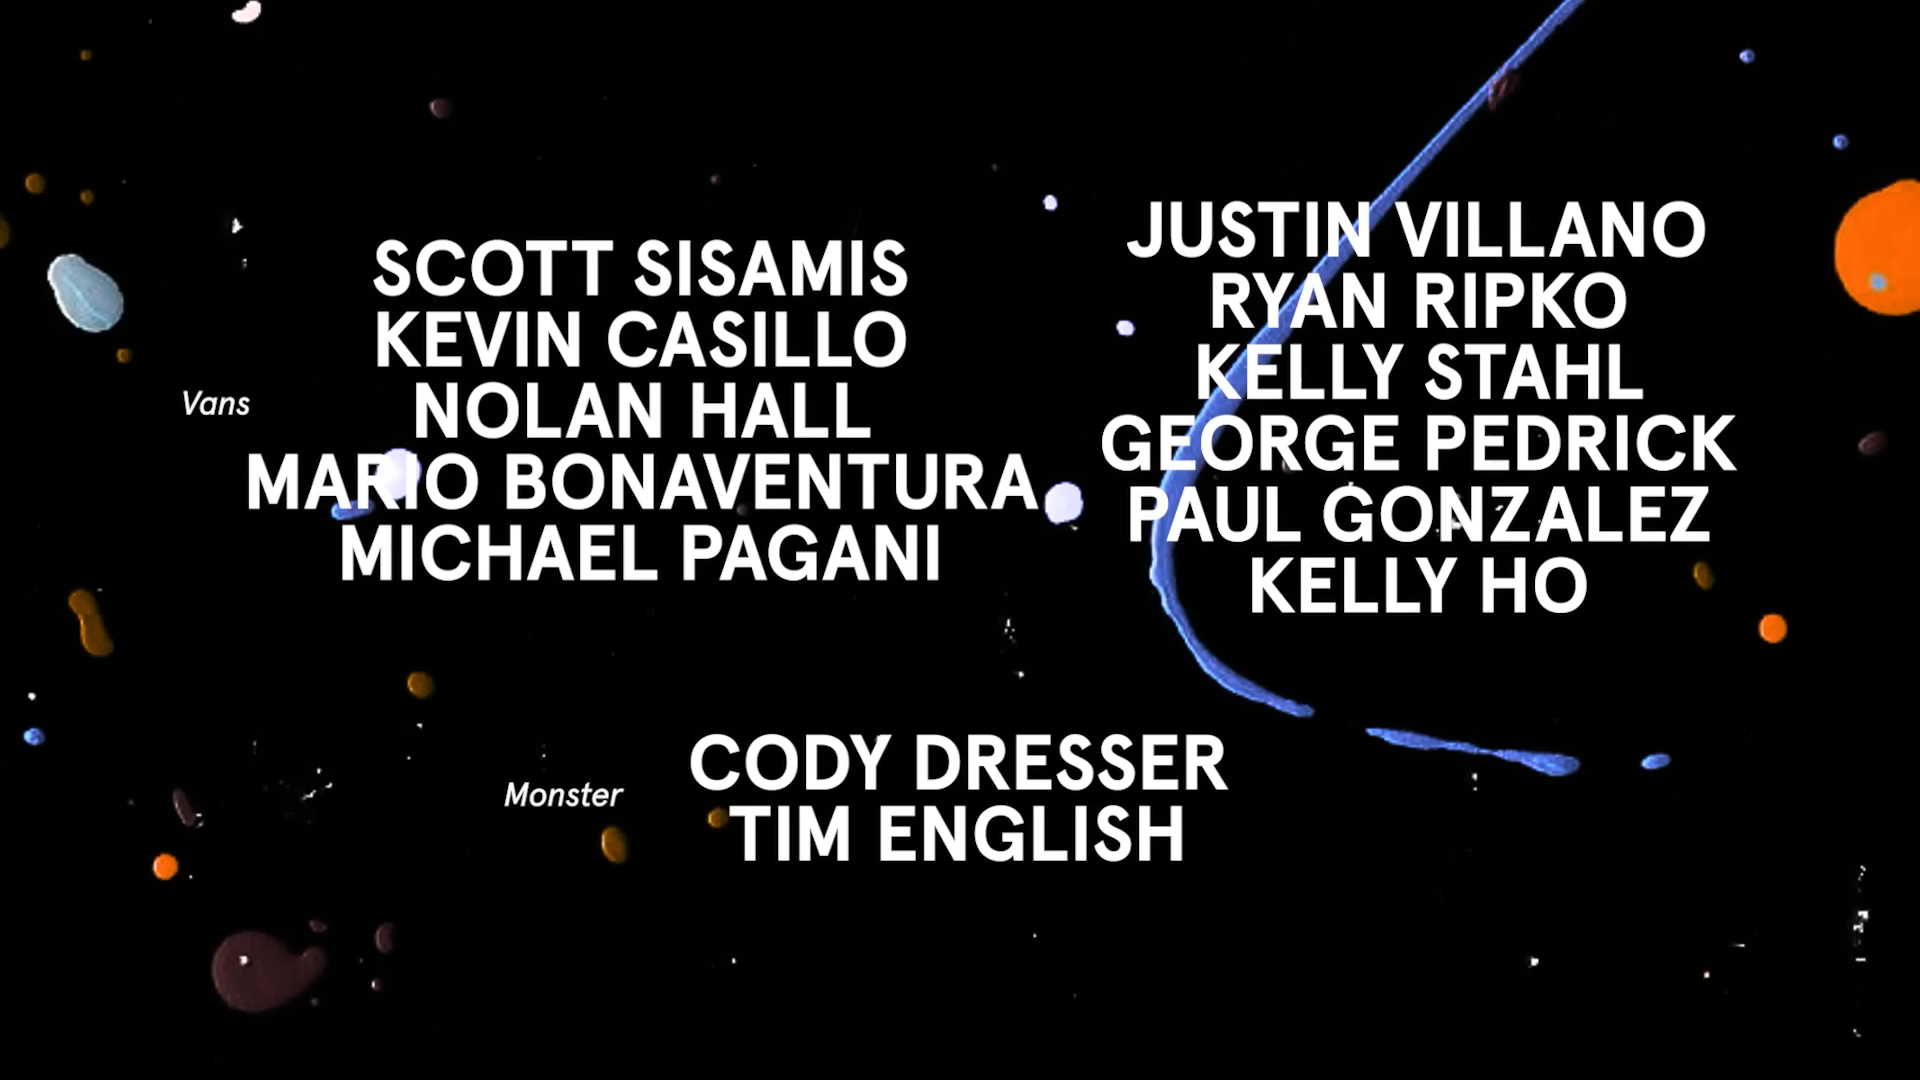 Vans
SCOTT SISAMIS
KEVIN CASILLO
NOLAN HALL
MARIO BONAVENTURA
MICHAEL PAGANI
JUSTIN VILLANO
RYAN RIPKO
KELLY STAHL
GEORGE PEDRICK
PAUL GONZALEZ
KELLY HO
Monster
CODY DRESSER
TIM ENGLISH